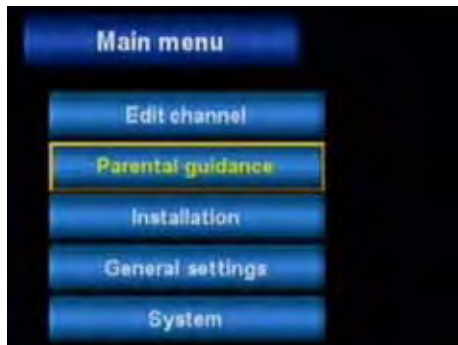 Main menu
Edit channel
Parental guidance
Installation
General settings
System